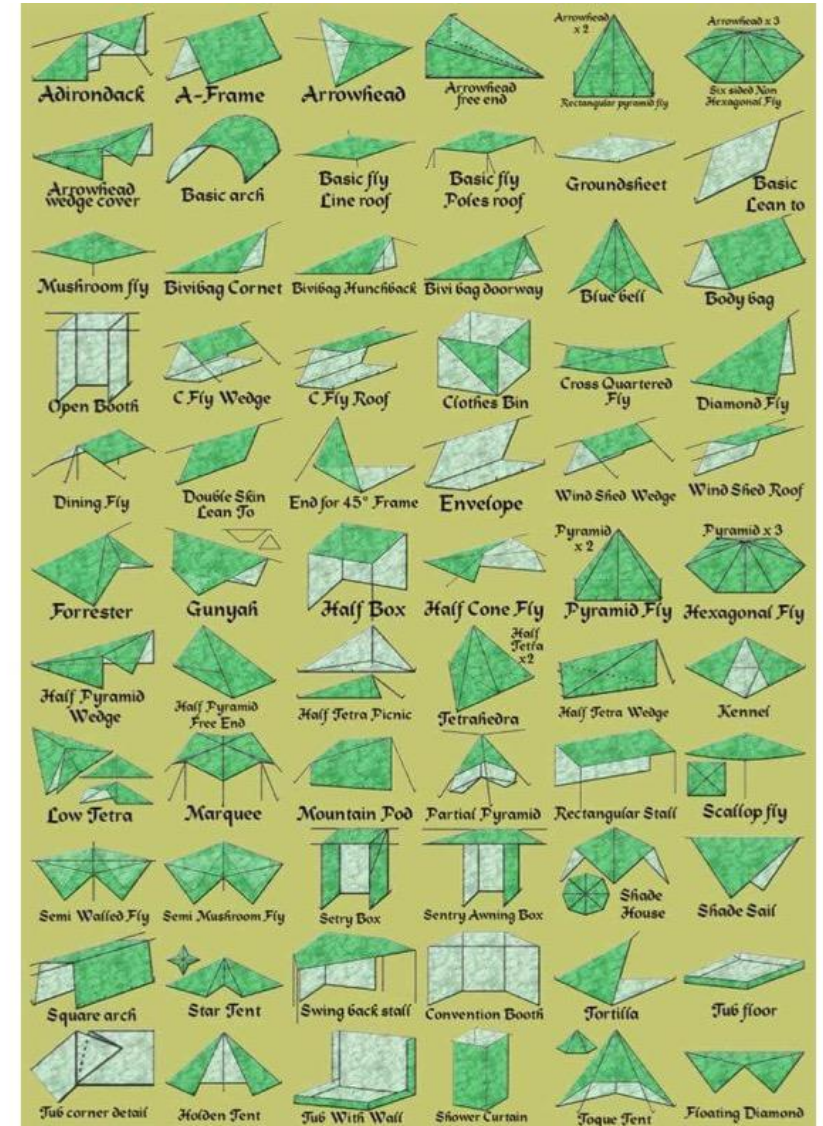 Adirondack
A-Frame
Arrowhead
Arrowhead
free end
Arrowhead
x 2
Rectangular pyramid fly
Arrowhead x 3
Six sided Non
Hexagonal Fly
Arrowhead
wedge cover
Basic arch
Basic fly
Line roof
Basic fly
Poles roof
Groundsheet
Basic
Lean to
Mushroom fly
Bivibag Cornet
Bivibag Hunchback
Bivi bag doorway
Blue bell
Body bag
Open Booth
C Fly Wedge
C Fly Roof
Clothes Bin
Cross Quartered
Fly
Diamond Fly
Dining Fly
Double Skin
Lean To
End for 45° Frame
Envelope
Wind Shed Wedge
Wind Shed Roof
Forrester
Gunyah
Half Box
Half Cone Fly
Pyramid
x 2
Pyramid Fly
Pyramid x 3
Hexagonal Fly
Half Pyramid
Wedge
Half Pyramid
Free End
Half Tetra Picnic
Half
Tetra
x2
Tetrahedra
Half Tetra Wedge
Kennel
Low Tetra
Marquee
Mountain Pod
Partial Pyramid
Rectangular Stall
Scallop fly
Semi Walled Fly
Semi Mushroom Fly
Setry Box
Sentry Awning Box
Shade
House
Shade Sail
Square arch
Star Tent
Swing back stall
Convention Booth
Tortilla
Tub floor
Tub corner detail
Holden Tent
Tub With Wall
Shower Curtain
Toque Tent
Floating Diamond